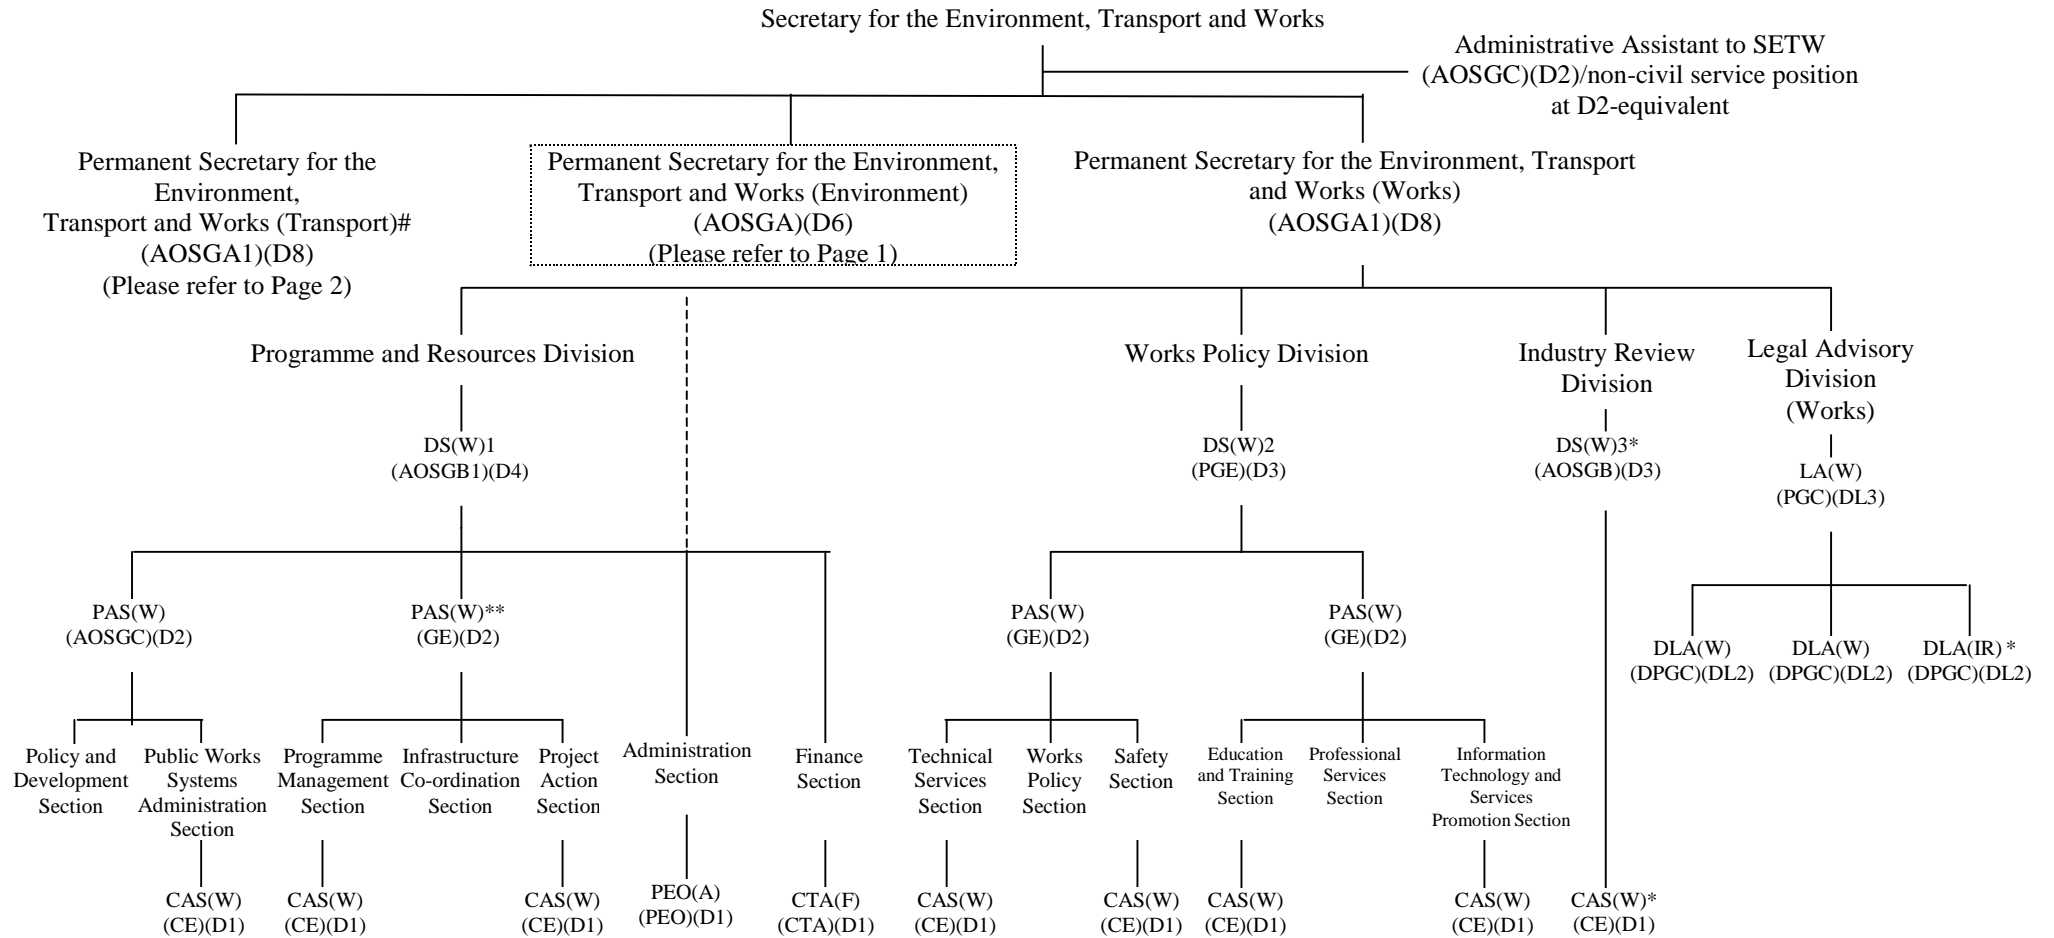 Secretary for the Environment, Transport and Works
Administrative Assistant to SETW
(AOSGC)(D2)/non-civil service position
at D2-equivalent
Permanent Secretary for the
Environment,
Transport and Works (Transport)#
(AOSGA1)(D8)
(Please refer to Page 2)
Permanent Secretary for the Environment,
Transport and Works (Environment)
(AOSGA)(D6)
(Please refer to Page 1)
Permanent Secretary for the Environment, Transport
and Works (Works)
(AOSGA1)(D8)
Programme and Resources Division
Works Policy Division
Industry Review
Division
Legal Advisory
Division
(Works)
DS(W)1
(AOSGB1)(D4)
DS(W)2
(PGE)(D3)
DS(W)3*
(AOSGB)(D3)
LA(W)
(PGC)(DL3)
PAS(W)
(AOSGC)(D2)
PAS(W)**
(GE)(D2)
PAS(W)
(GE)(D2)
PAS(W)
(GE)(D2)
DLA(W)
(DPGC)(DL2)
DLA(W)
(DPGC)(DL2)
DLA(IR) *
(DPGC)(DL2)
Policy and
Development
Section
Public Works
Systems
Administration
Section
Programme
Management
Section
Infrastructure
Co-ordination
Section
Project
Action
Section
Administration
Section
Finance
Section
Technical
Services
Section
Works
Policy
Section
Safety
Section
Education
and Training
Section
Professional
Services
Section
Information
Technology and
Services
Promotion Section
CAS(W)
(CE)(D1)
CAS(W)
(CE)(D1)
CAS(W)
(CE)(D1)
PEO(A)
(PEO)(D1)
CTA(F)
(CTA)(D1)
CAS(W)
(CE)(D1)
CAS(W)
(CE)(D1)
CAS(W)
(CE)(D1)
CAS(W)
(CE)(D1)
CAS(W)*
(CE)(D1)